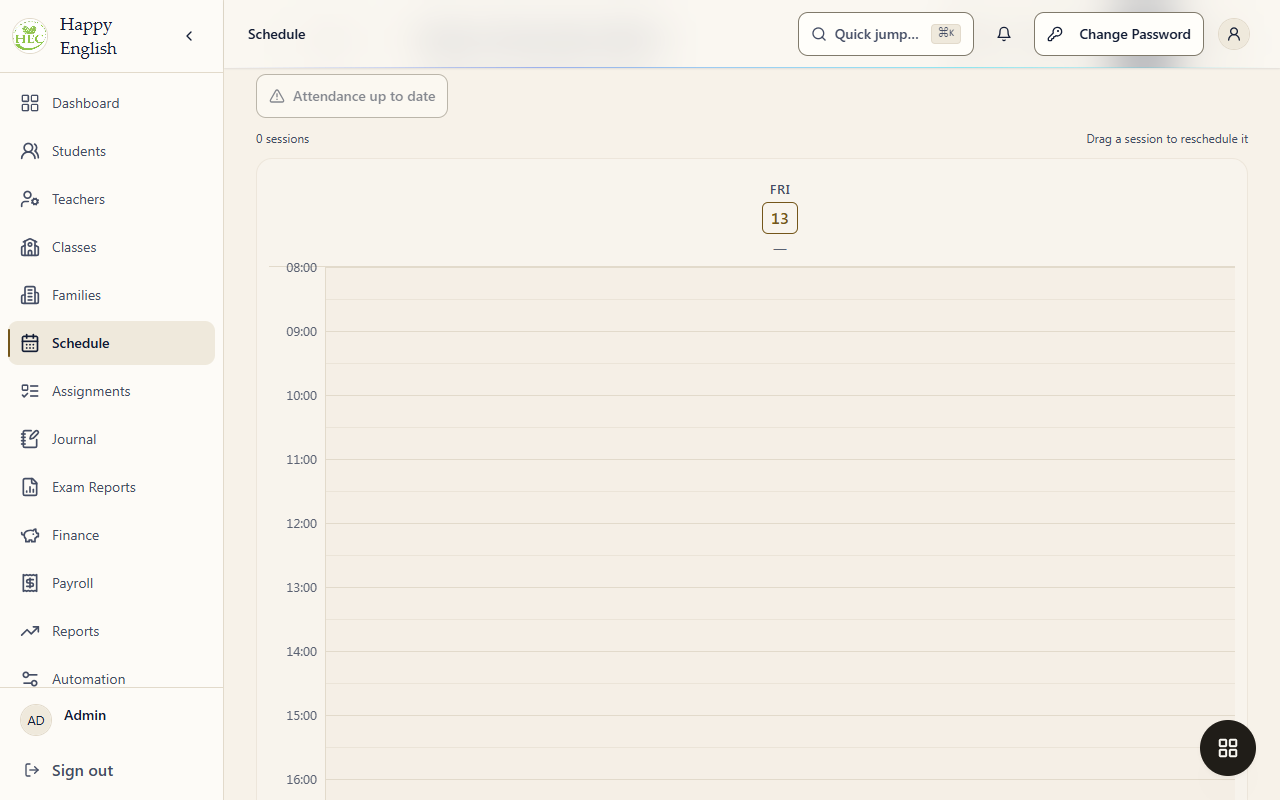 HEC
Happy
English
Schedule
Quick jump...
⌘K
Change Password
Dashboard
Students
Teachers
Classes
Families
Schedule
Assignments
Journal
Exam Reports
Finance
Payroll
Reports
Automation
AD
Admin
Sign out
Attendance up to date
0 sessions
Drag a session to reschedule it
FRI
13
—
08:00
09:00
10:00
11:00
12:00
13:00
14:00
15:00
16:00